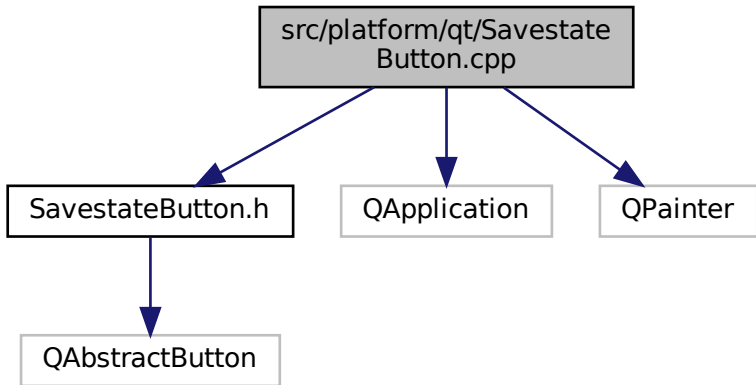 src/platform/qt/Savestate
Button.cpp
SavestateButton.h
QApplication
QPainter
QAbstractButton